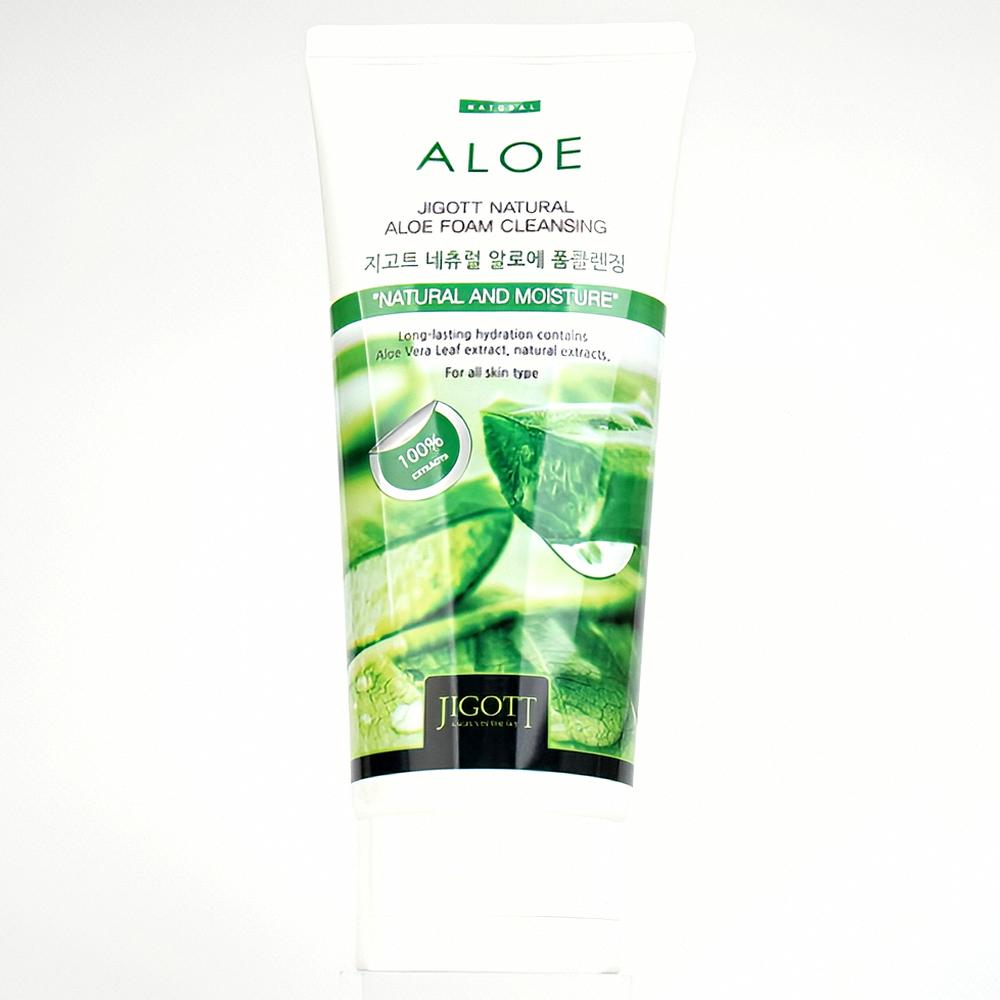 NATURAL
ALOE
JIGOTT NATURAL
ALOE FOAM CLEANSING
지고트 네츄럴 알로에 폼클렌징
"NATURAL AND MOISTURE"
Long-lasting hydration contains
Aloe Vera Leaf extract, natural extracts.
For all skin type
100%
EXTRACTS
JIGOTT